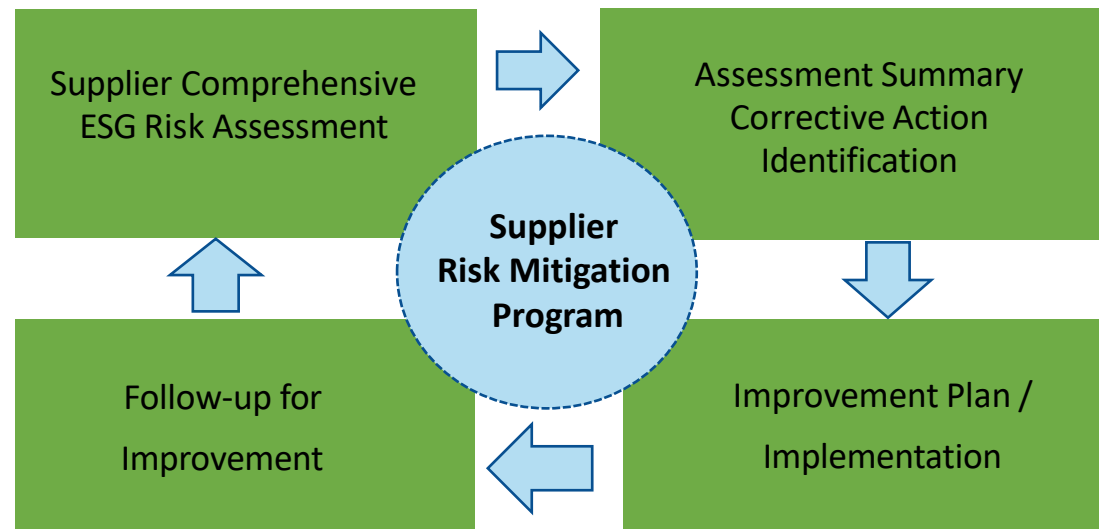 Supplier Comprehensive
ESG Risk Assessment
Assessment Summary
Corrective Action
Identification
Supplier
Risk Mitigation
Program
Follow-up for
Improvement
Improvement Plan /
Implementation